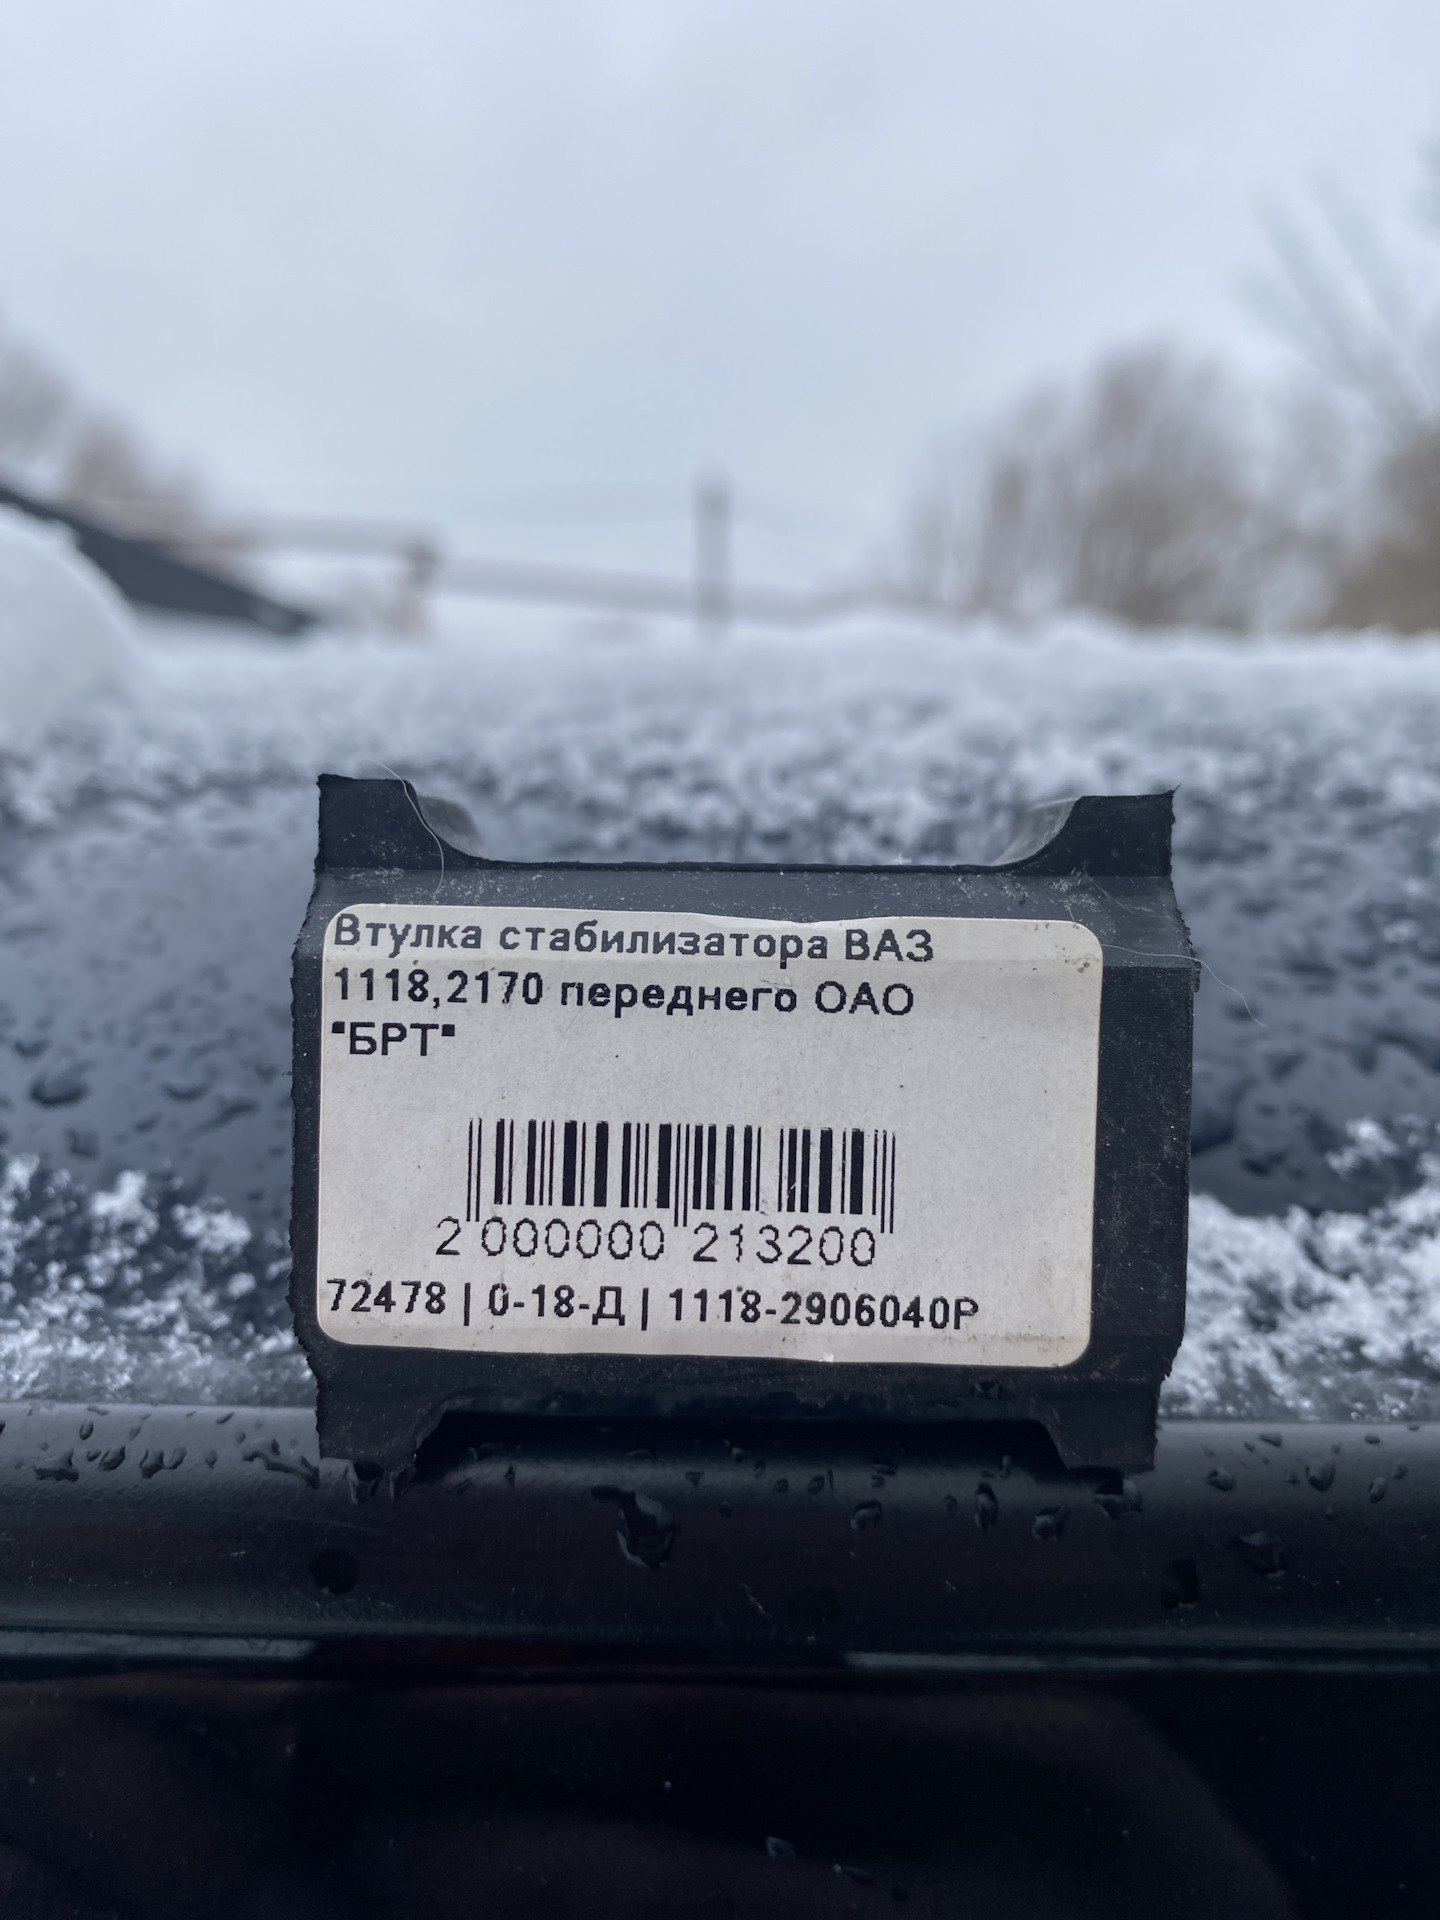 Втулка стабилизатора ВАЗ
1118,2170 переднего ОАО
"БРТ"
2 000000 213200
72478 | 0-18-Д | 1118-2906040Р